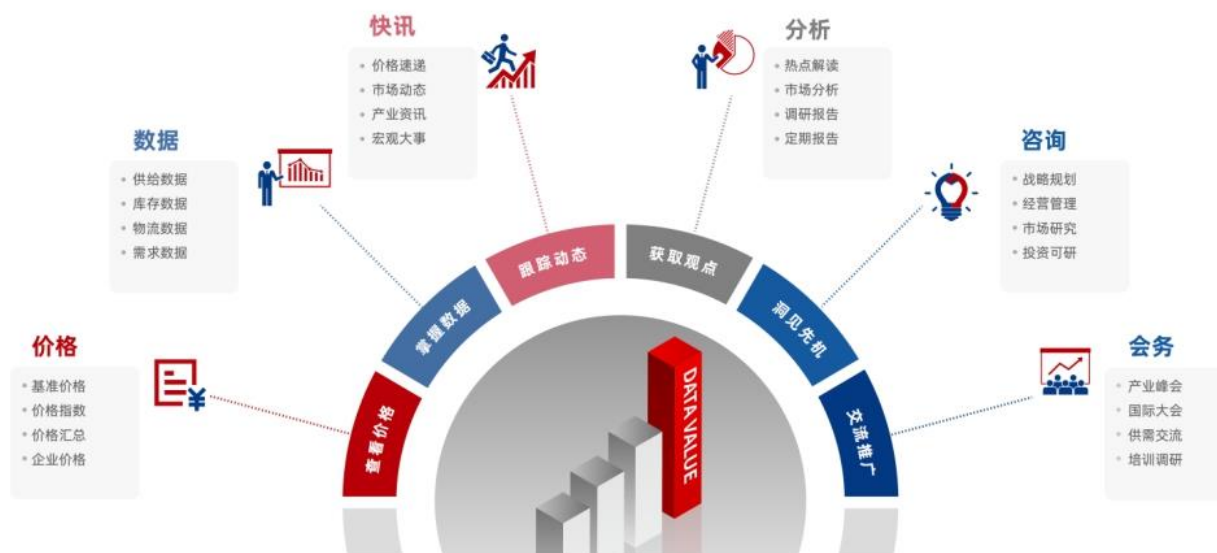 快讯
价格速递
市场动态
产业资讯
宏观大事
分析
热点解读
市场分析
调研报告
定期报告
数据
供给数据
库存数据
物流数据
需求数据
咨询
战略规划
经营管理
市场研究
投资可研
价格
基准价格
价格指数
价格汇总
企业价格
会务
产业峰会
国际大会
供需交流
培训调研
查看价格
掌握数据
跟踪动态
获取观点
洞见先机
交流推广
DATA VALUE
¥